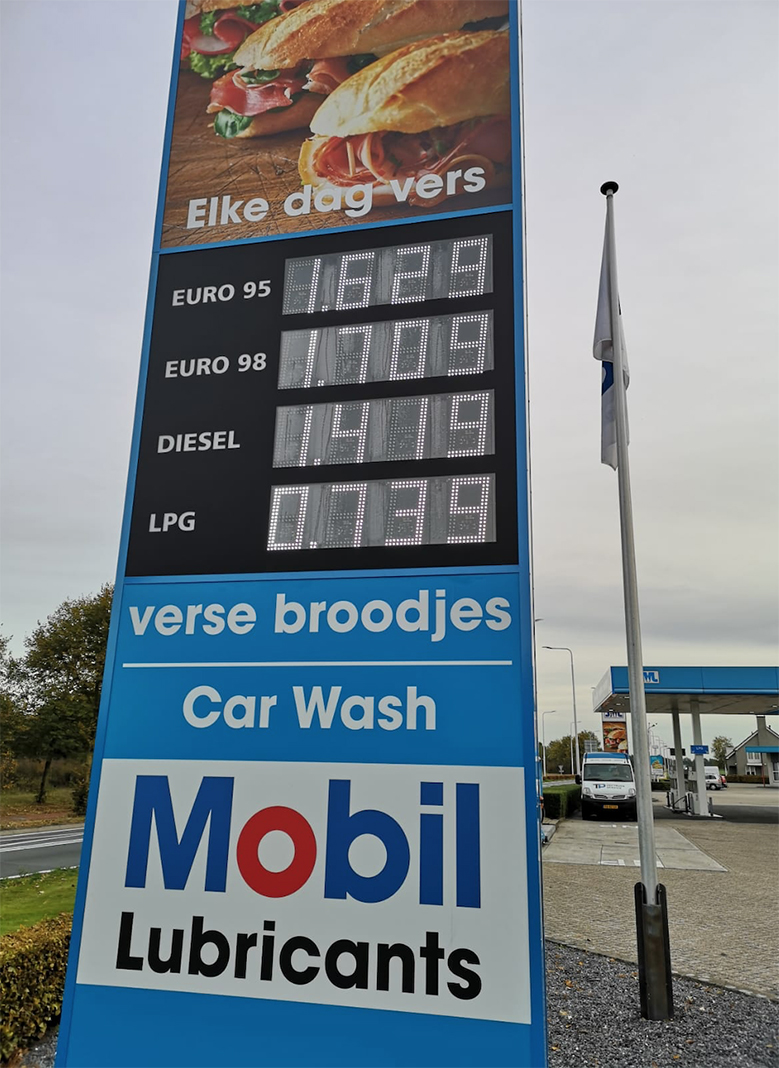 Elke dag vers
EURO 95 1.629
EURO 98 1.709
DIESEL 1.419
LPG 0.739
verse broodjes
Car Wash
Mobil
Lubricants